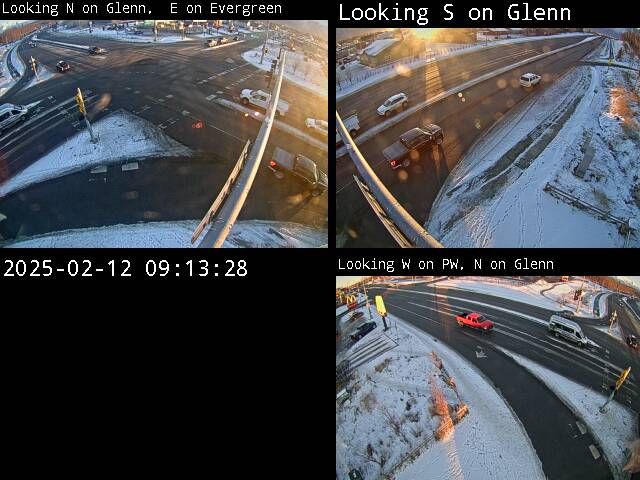 Looking N on Glenn,  E on Evergreen
Looking S on Glenn
2025-02-12 09:13:28
Looking W on PW, N on Glenn